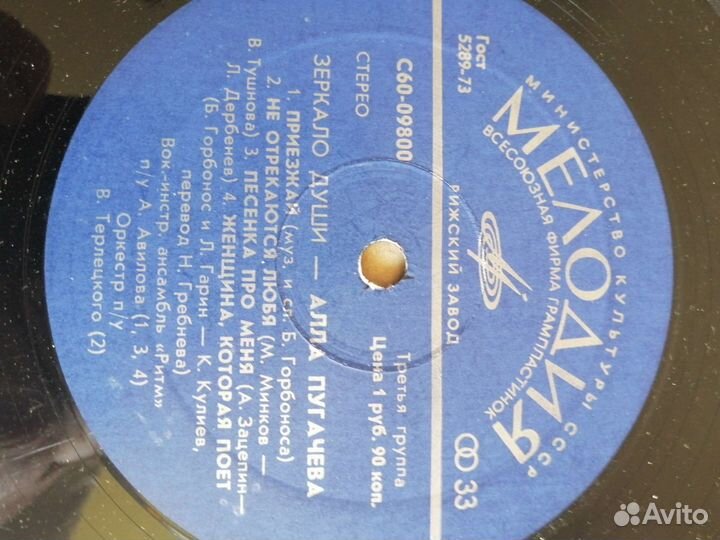 МИНИСТЕРСТВО КУЛЬТУРЫ СССР
МЕЛОДИЯ
ВСЕСОЮЗНАЯ ФИРМА ГРАМПЛАСТИНОК
РИЖСКИЙ ЗАВОД
Гост
5289-73
33
С60-09800
СТЕРЕО
Третья группа
Цена 1 руб. 90 коп.
ЗЕРКАЛО ДУШИ — АЛЛА ПУГАЧЕВА
1. ПРИЕЗЖАЙ (муз. и сл. Б. Горбоноса)
2. НЕ ОТРЕКАЮТСЯ, ЛЮБЯ (М. Минков —
В. Тушнова) 3. ПЕСЕНКА ПРО МЕНЯ (А. Зацепин—
Л. Дербенев) 4. ЖЕНЩИНА, КОТОРАЯ ПОЕТ
(Б. Горбонос и Л. Гарин — К. Кулиев,
перевод Н. Гребнева)
Вок.-инстр. ансамбль «Ритм»
п/у А. Авилова (1, 3, 4)
Оркестр п/у
В. Терлецкого (2)
Avito